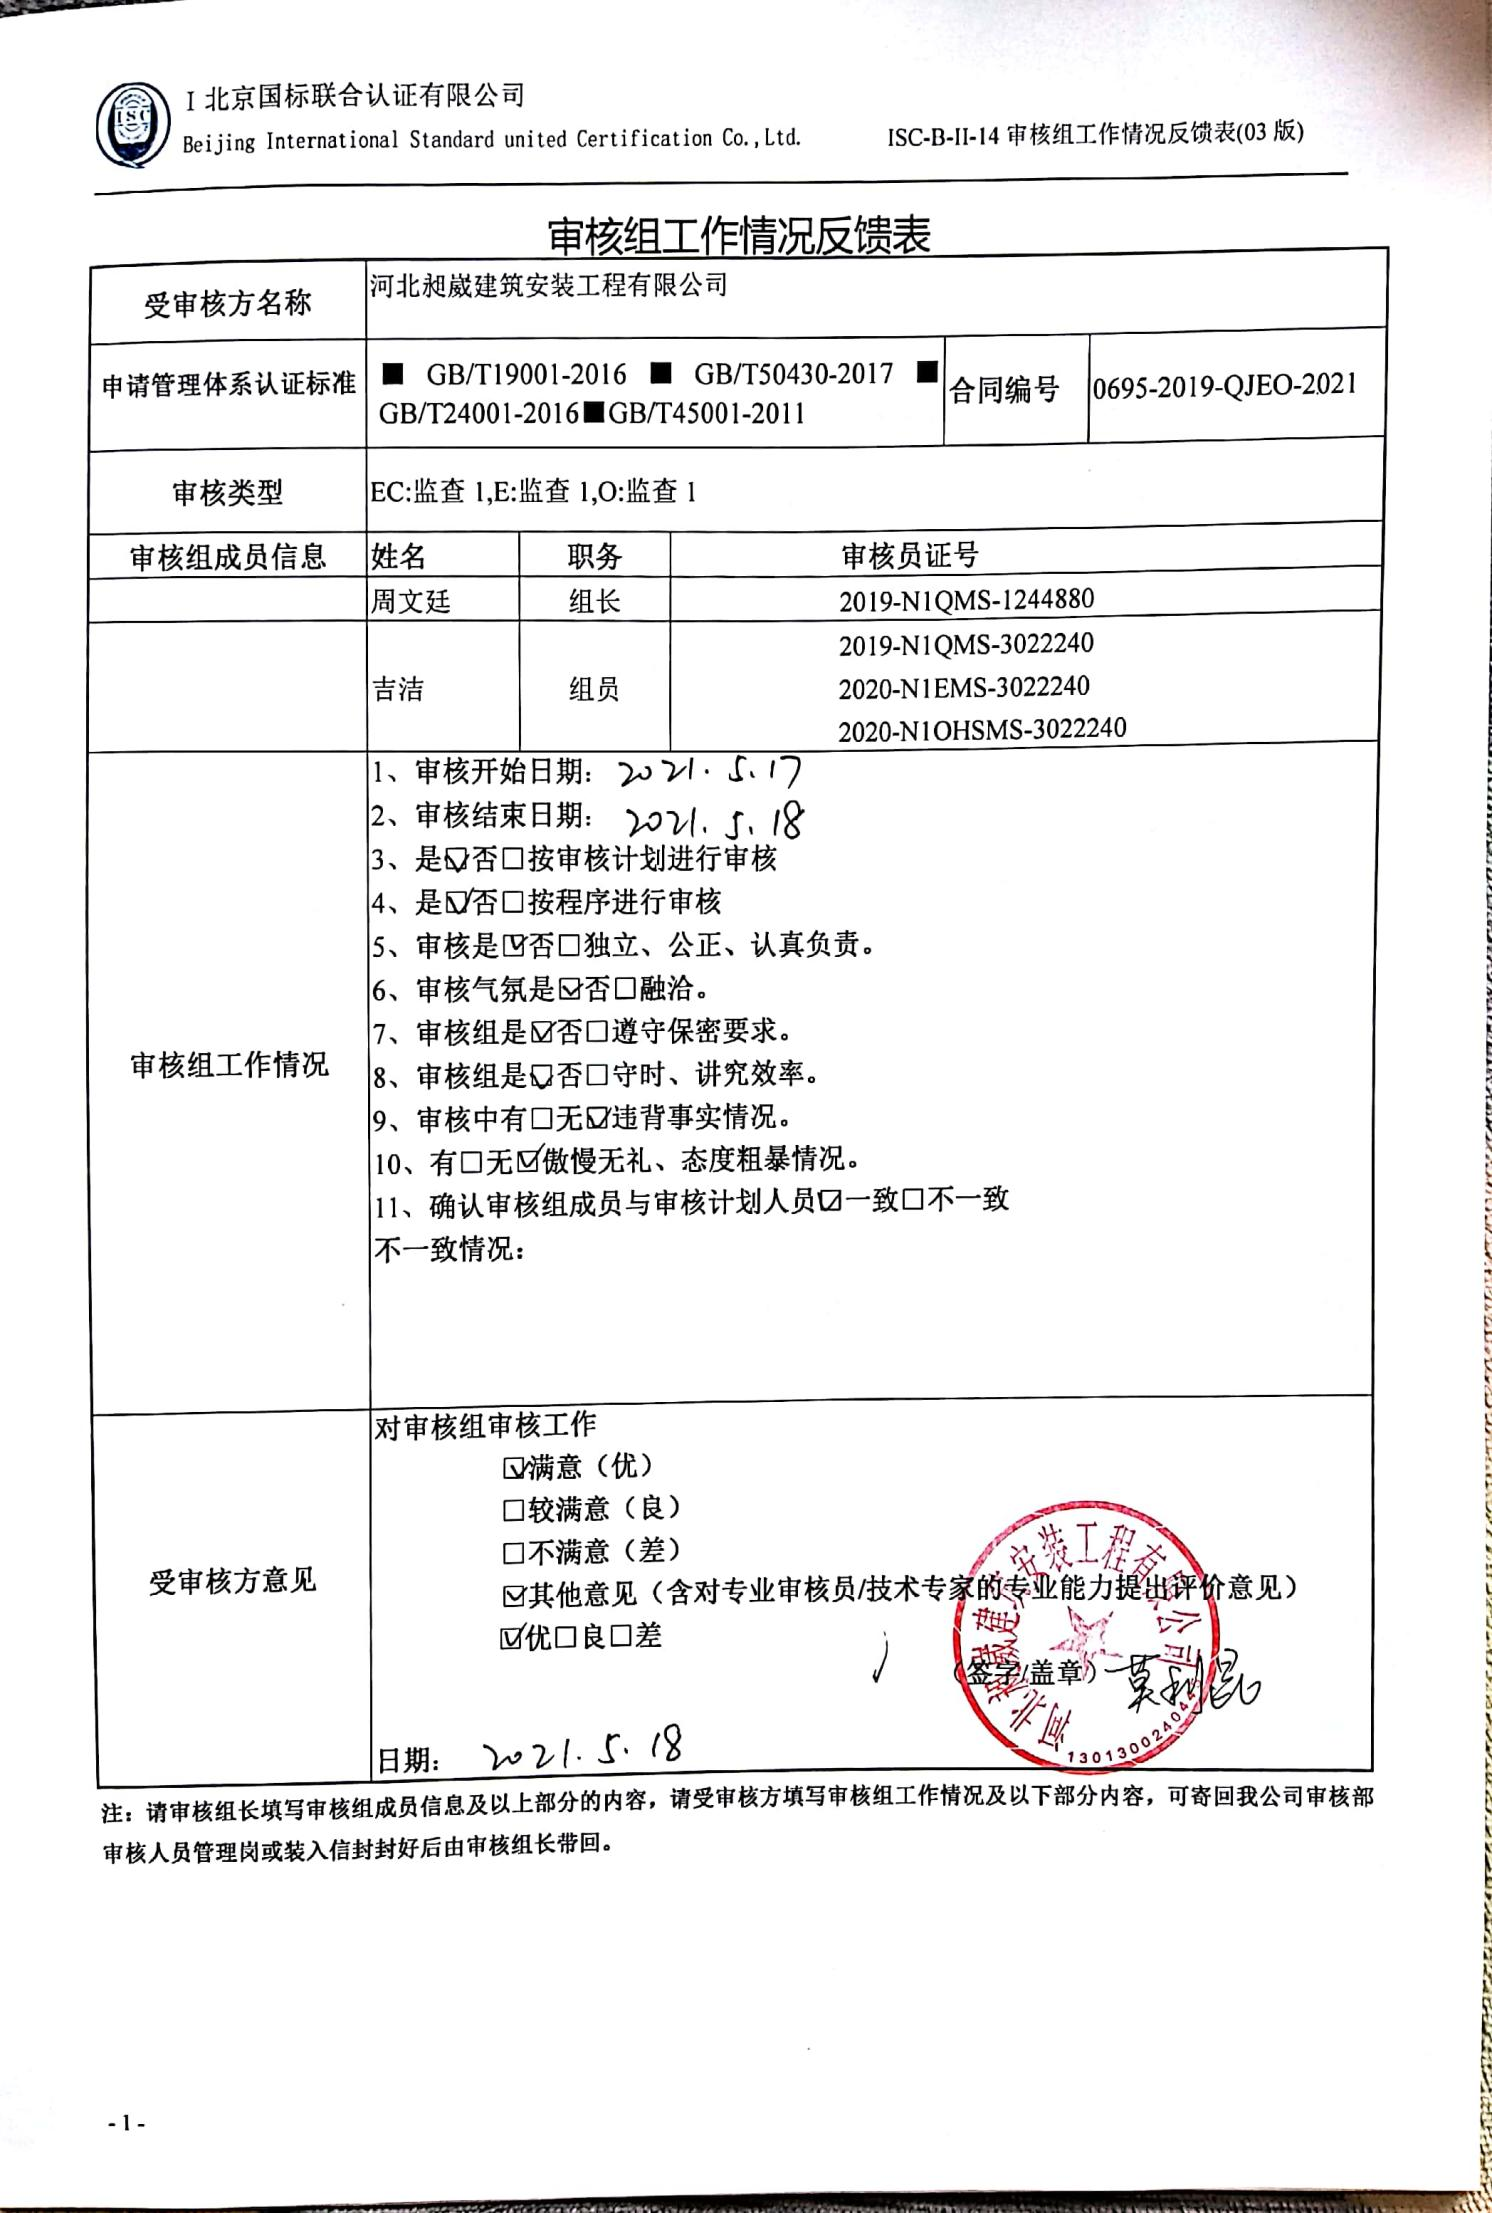 ISC
I 北京国标联合认证有限公司
Beijing International Standard united Certification Co., Ltd.
ISC-B-II-14 审核组工作情况反馈表(03 版)
审核组工作情况反馈表
受审核方名称 河北昶崴建筑安装工程有限公司
申请管理体系认证标准 ■ GB/T19001-2016 ■ GB/T50430-2017 ■
GB/T24001-2016■GB/T45001-2011
合同编号 0695-2019-QJEO-2021
审核类型 EC:监查 1,E:监查 1,O:监查 1
审核组成员信息 姓名 职务 审核员证号
周文廷 组长 2019-N1QMS-1244880
吉洁 组员 2019-N1QMS-3022240
2020-N1EMS-3022240
2020-N1OHSMS-3022240
审核组工作情况
1、审核开始日期： 2021. 5. 17
2、审核结束日期： 2021. 5. 18
3、是☑否□按审核计划进行审核
4、是☑否□按程序进行审核
5、审核是☑否□独立、公正、认真负责。
6、审核气氛是☑否□融洽。
7、审核组是☑否□遵守保密要求。
8、审核组是☑否□守时、讲究效率。
9、审核中有□无☑违背事实情况。
10、有□无☑傲慢无礼、态度粗暴情况。
11、确认审核组成员与审核计划人员☑一致□不一致
不一致情况：
受审核方意见
对审核组审核工作
☑满意（优）
□较满意（良）
□不满意（差）
☑其他意见（含对专业审核员/技术专家的专业能力提出评价意见）
☑优□良□差
（签字/盖章）
河北昶崴建筑安装工程有限公司
日期： 2021. 5. 18
注：请审核组长填写审核组成员信息及以上部分的内容，请受审核方填写审核组工作情况及以下部分内容，可寄回我公司审核部
审核人员管理岗或装入信封封好后由审核组长带回。
- 1 -